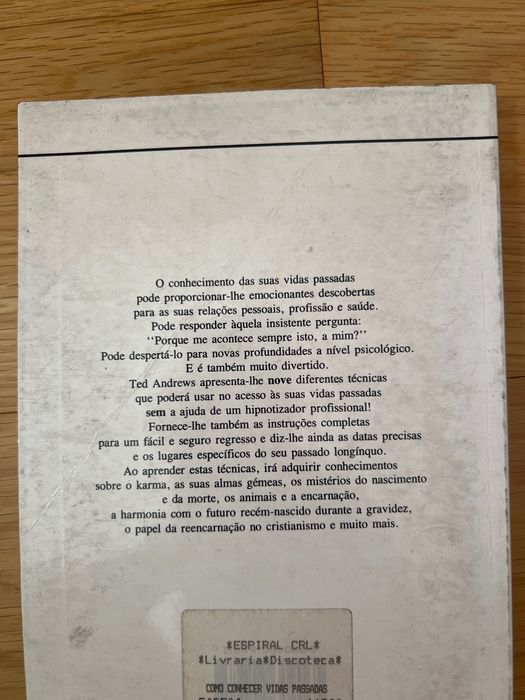 O conhecimento das suas vidas passadas
pode proporcionar-lhe emocionantes descobertas
para as suas relações pessoais, profissão e saúde.
Pode responder àquela insistente pergunta:
"Porque me acontece sempre isto, a mim?"
Pode despertá-lo para novas profundidades a nível psicológico.
E é também muito divertido.
Ted Andrews apresenta-lhe nove diferentes técnicas
que poderá usar no acesso às suas vidas passadas
sem a ajuda de um hipnotizador profissional!
Fornece-lhe também as instruções completas
para um fácil e seguro regresso e diz-lhe ainda as datas precisas
e os lugares específicos do seu passado longínquo.
Ao aprender estas técnicas, irá adquirir conhecimentos
sobre o karma, as suas almas gémeas, os mistérios do nascimento
e da morte, os animais e a encarnação,
a harmonia com o futuro recém-nascido durante a gravidez,
o papel da reencarnação no cristianismo e muito mais.
*ESPIRAL CRL*
*Livraria*Discoteca*
COMO CONHECER VIDAS PASSADAS